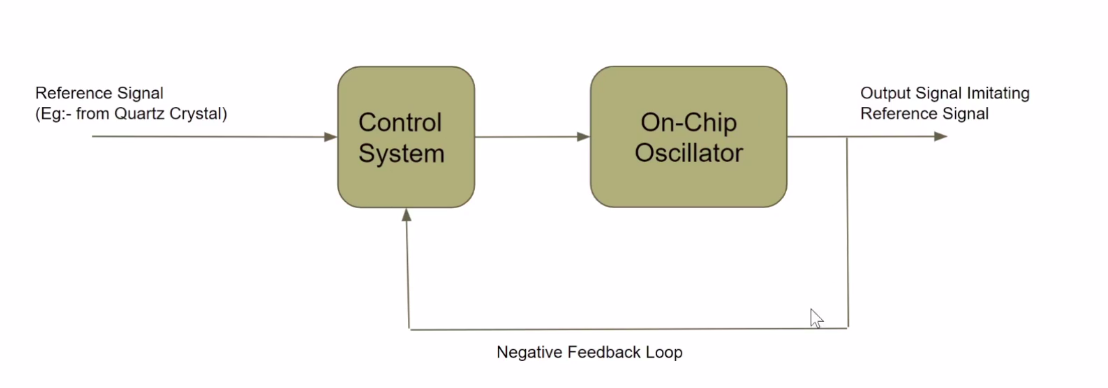 Reference Signal
(Eg:- from Quartz Crystal)
Control
System
On-Chip
Oscillator
Output Signal Imitating
Reference Signal
Negative Feedback Loop